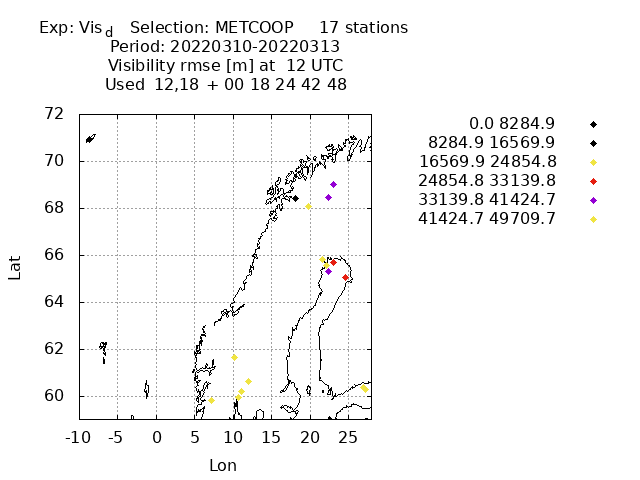 Exp: Vis d Selection: METCOOP 17 stations
Period: 20220310-20220313
Visibility rmse [m] at 12 UTC
Used 12,18 + 00 18 24 42 48
0.0 8284.9
8284.9 16569.9
16569.9 24854.8
24854.8 33139.8
33139.8 41424.7
41424.7 49709.7
72
70
68
66
64
62
60
Lat
-10 -5 0 5 10 15 20 25
Lon